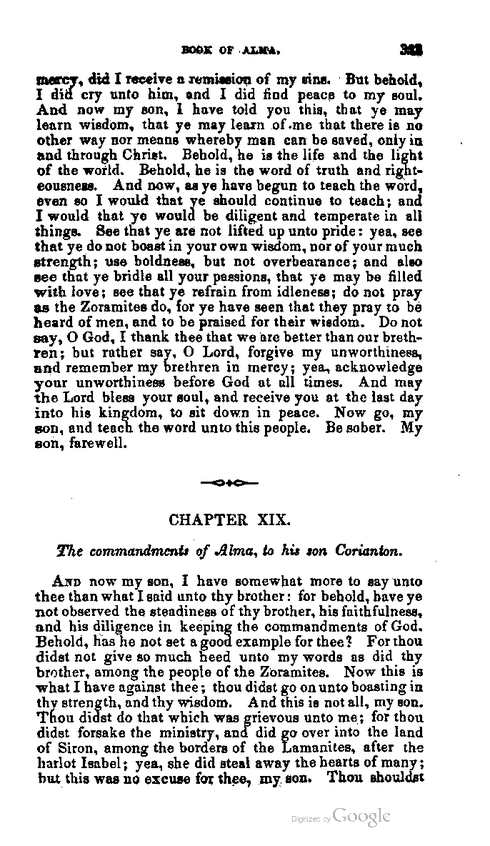 BOOK OF ALMA.
mercy, did I receive a remission of my sins. But behold,
I did cry unto him, and I did find peace to my soul.
And now my son, I have told you this, that ye may
learn wisdom, that ye may learn of me that there is no
other way nor means whereby man can be saved, only in
and through Christ. Behold, he is the life and the light
of the world. Behold, he is the word of truth and right-
eousness. And now, as ye have begun to teach the word,
even so I would that ye should continue to teach; and
I would that ye would be diligent and temperate in all
things. See that ye are not lifted up unto pride: yea, see
that ye do not boast in your own wisdom, nor of your much
strength; use boldness, but not overbearance; and also
see that ye bridle all your passions, that ye may be filled
with love; see that ye refrain from idleness; do not pray
as the Zoramites do, for ye have seen that they pray to be
heard of men, and to be praised for their wisdom. Do not
say, O God, I thank thee that we are better than our breth-
ren; but rather say, O Lord, forgive my unworthiness,
and remember my brethren in mercy; yea, acknowledge
your unworthiness before God at all times. And may
the Lord bless your soul, and receive you at the last day
into his kingdom, to sit down in peace. Now go, my
son, and teach the word unto this people. Be sober. My
son, farewell.
CHAPTER XIX.
The commandments of Alma, to his son Corianton.
AND now my son, I have somewhat more to say unto
thee than what I said unto thy brother: for behold, have ye
not observed the steadiness of thy brother, his faithfulness,
and his diligence in keeping the commandments of God.
Behold, has he not set a good example for thee? For thou
didst not give so much heed unto my words as did thy
brother, among the people of the Zoramites. Now this is
what I have against thee; thou didst go on unto boasting in
thy strength, and thy wisdom. And this is not all, my son.
Thou didst do that which was grievous unto me; for thou
didst forsake the ministry, and did go over into the land
of Siron, among the borders of the Lamanites, after the
harlot Isabel; yea, she did steal away the hearts of many;
but this was no excuse for thee, my son. Thou shouldst
Digitized by Google